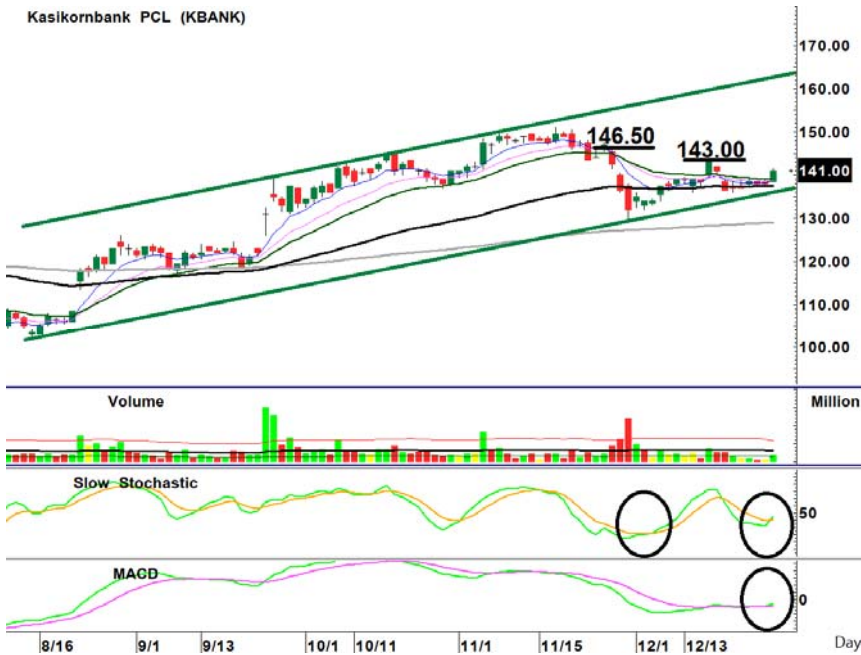 Kasikornbank PCL (KBANK)
170.00
160.00
150.00
146.50
143.00
141.00
130.00
120.00
110.00
100.00
Volume
Million
Slow Stochastic
50
MACD
0
8/16 9/1 9/13 10/1 10/11 11/1 11/15 12/1 12/13 Day